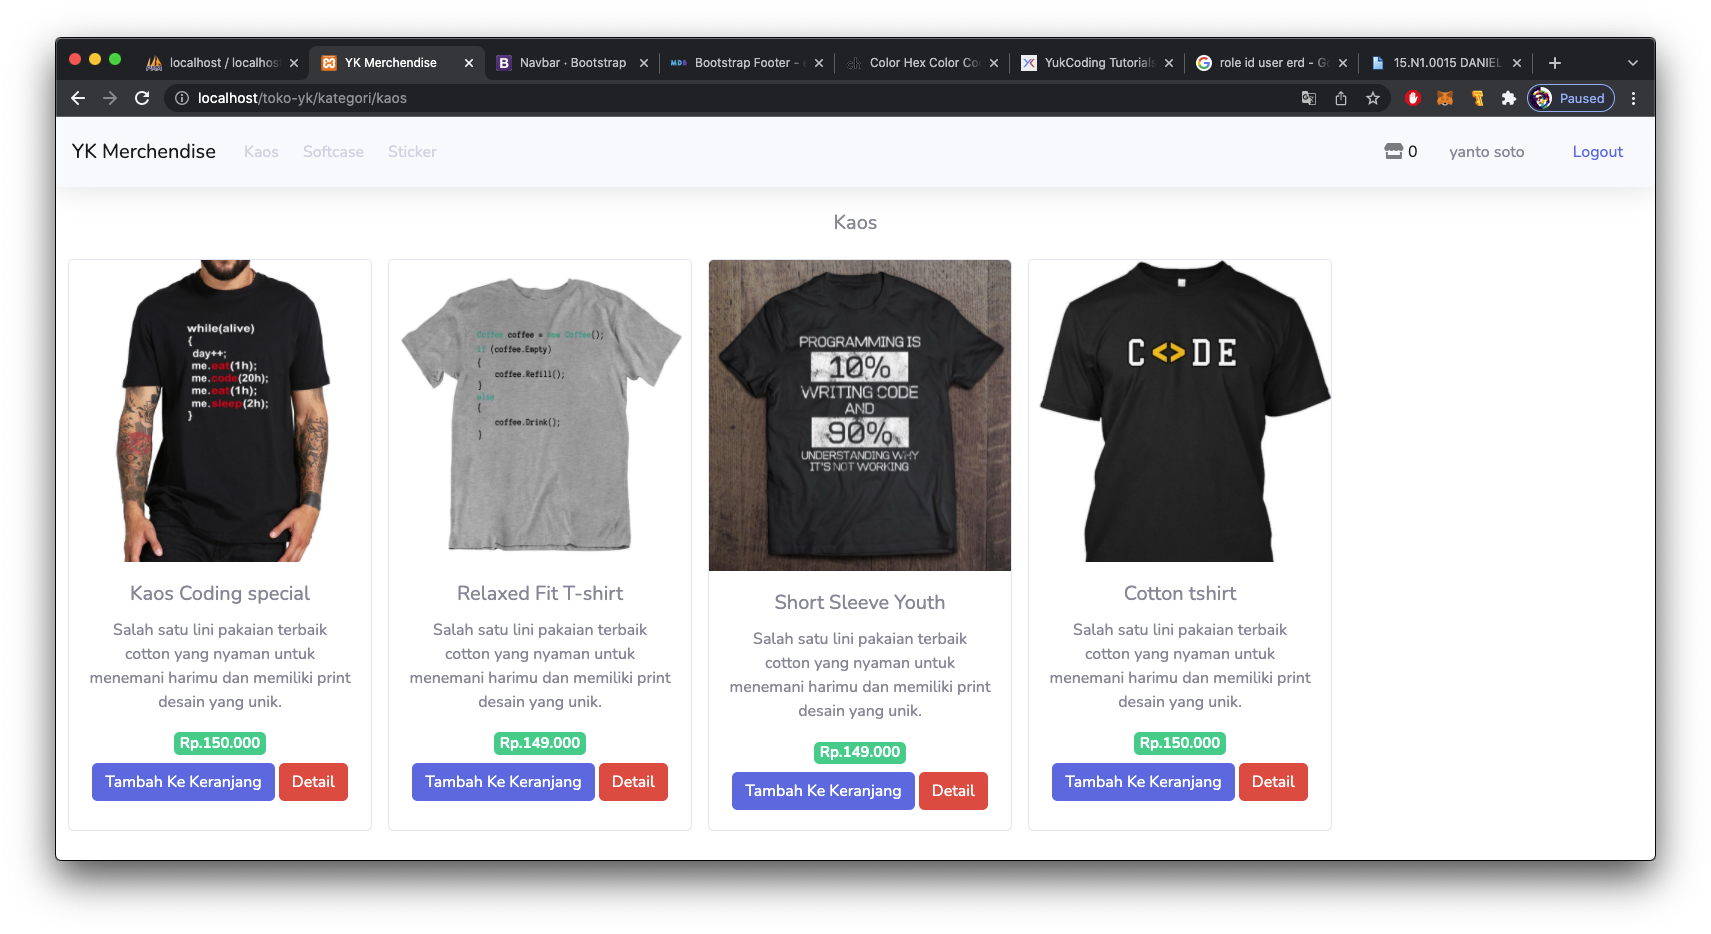 localhost / localhos
YK Merchendise
Navbar · Bootstrap
Bootstrap Footer -
Color Hex Color Co
YukCoding Tutorials
role id user erd - Go
15.N1.0015 DANIEL
localhost/toko-yk/kategori/kaos
Paused
YK Merchendise
Kaos
Softcase
Sticker
0
yanto soto
Logout
Kaos
while(alive)
{
day++;
me.eat(1h);
me.code(20h);
me.eat(1h);
me.sleep(2h);
}
Kaos Coding special
Salah satu lini pakaian terbaik
cotton yang nyaman untuk
menemani harimu dan memiliki print
desain yang unik.
Rp.150.000
Tambah Ke Keranjang
Detail
Coffee coffee = new Coffee();
if (coffee.Empty)
{
coffee.Refill();
}
else
{
coffee.Drink();
}
Relaxed Fit T-shirt
Salah satu lini pakaian terbaik
cotton yang nyaman untuk
menemani harimu dan memiliki print
desain yang unik.
Rp.149.000
Tambah Ke Keranjang
Detail
PROGRAMMING IS
10%
WRITING CODE
AND
90%
UNDERSTANDING WHY
IT'S NOT WORKING
Short Sleeve Youth
Salah satu lini pakaian terbaik
cotton yang nyaman untuk
menemani harimu dan memiliki print
desain yang unik.
Rp.149.000
Tambah Ke Keranjang
Detail
C<>DE
Cotton tshirt
Salah satu lini pakaian terbaik
cotton yang nyaman untuk
menemani harimu dan memiliki print
desain yang unik.
Rp.150.000
Tambah Ke Keranjang
Detail